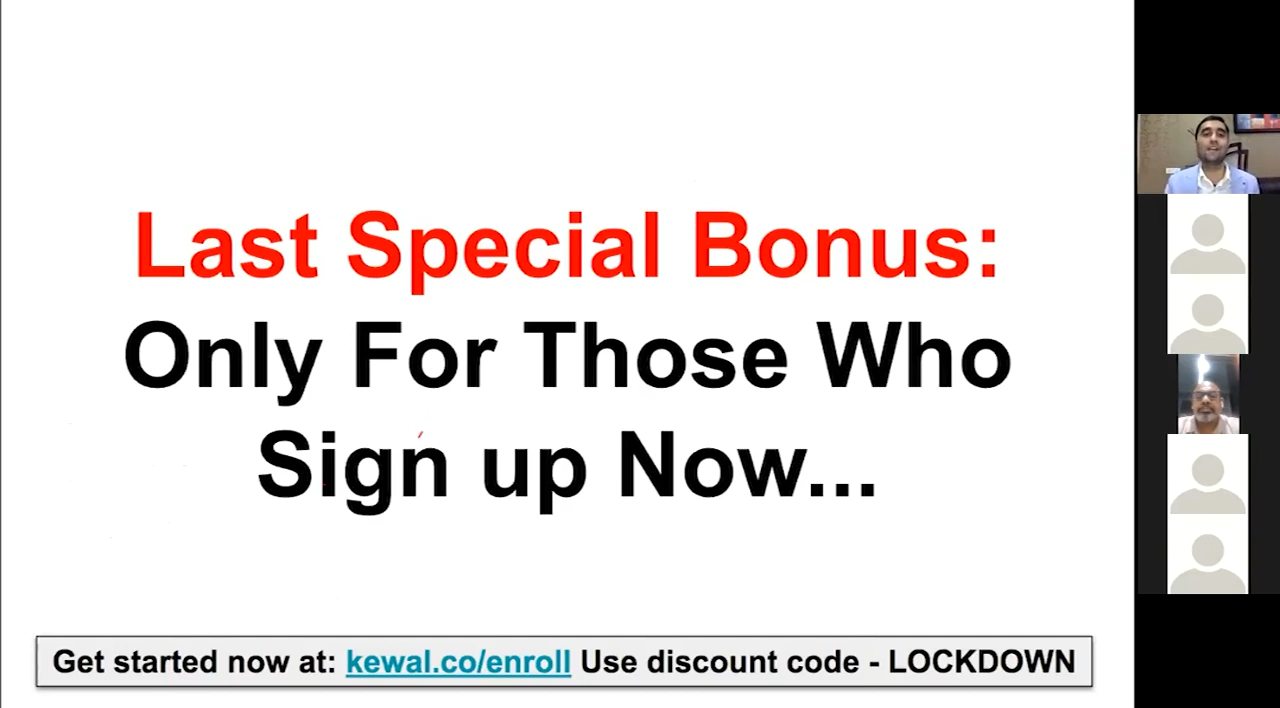 Last Special Bonus:
Only For Those Who
Sign up Now...
Get started now at: kewal.co/enroll Use discount code - LOCKDOWN